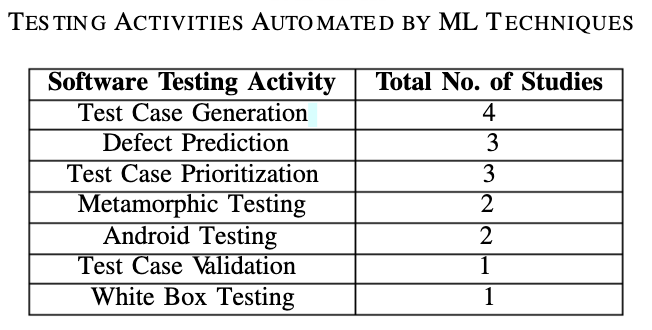 TESTING ACTIVITIES AUTOMATED BY ML TECHNIQUES
Software Testing Activity Total No. of Studies
Test Case Generation 4
Defect Prediction 3
Test Case Prioritization 3
Metamorphic Testing 2
Android Testing 2
Test Case Validation 1
White Box Testing 1